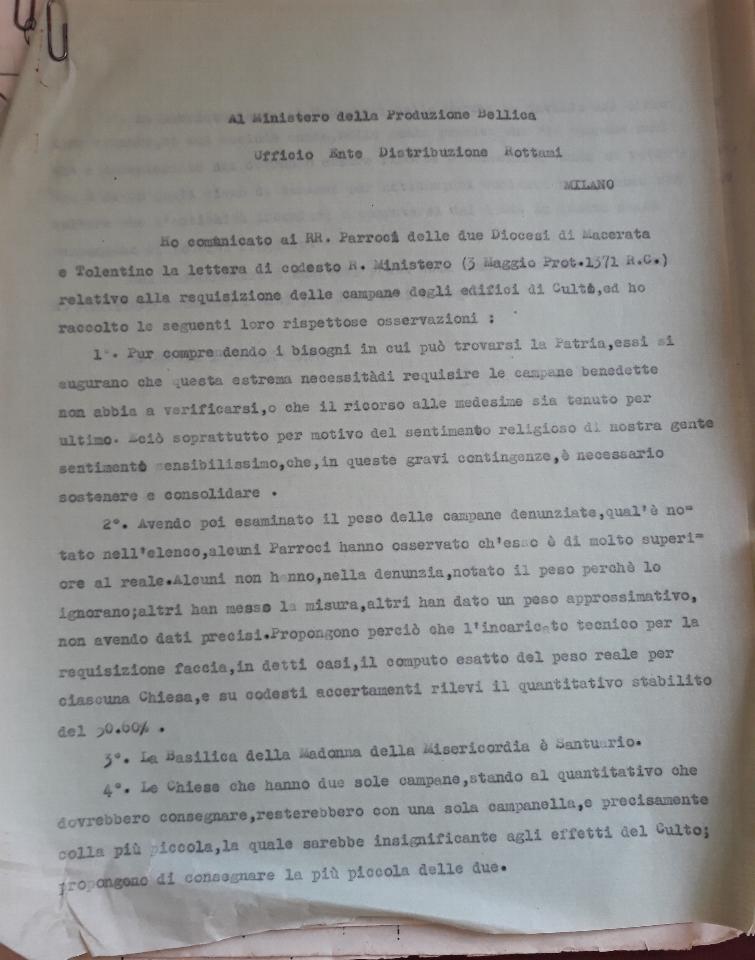 Al Ministero della Produzione Bellica
Ufficio Ente Distribuzione Rottami
MILANO
Ho comunicato ai RR. Parroci delle due Diocesi di Macerata
e Tolentino la lettera di codesto R. Ministero (3 Maggio Prot.1371 R.C.)
relativo alla requisizione delle campane degli edifici di Culto,ed ho
raccolto le seguenti loro rispettose osservazioni :
1°. Pur comprendendo i bisogni in cui può trovarsi la Patria,essi si
augurano che questa estrema necessitàdi requisire le campane benedette
non abbia a verificarsi,o che il ricorso alle medesime sia tenuto per
ultimo. Eciò soprattutto per motivo del sentimento religioso di nostra gente
sentimento sensibilissimo,che,in queste gravi contingenze,è necessario
sostenere e consolidare .
2°. Avendo poi esaminato il peso delle campane denunziate,qual'è no=
tato nell'elenco,alcuni Parroci hanno osservato ch'esso è di molto superi=
ore al reale.Alcuni non hanno,nella denunzia,notato il peso perchè lo
ignorano;altri han messo la misura,altri han dato un peso approssimativo,
non avendo dati precisi.Propongono perciò che l'incaricato tecnico per la
requisizione faccia,in detti casi,il computo esatto del peso reale per
ciascuna Chiesa,e su codesti accertamenti rilevi il quantitativo stabilito
del 50.60% .
3°. La Basilica della Madonna della Misericordia è Santuario.
4°. Le Chiese che hanno due sole campane,stando al quantitativo che
dovrebbero consegnare,resterebbero con una sola campanella,e precisamente
colla più piccola,la quale sarebbe insignificante agli effetti del Culto;
propongono di consegnare la più piccola delle due.